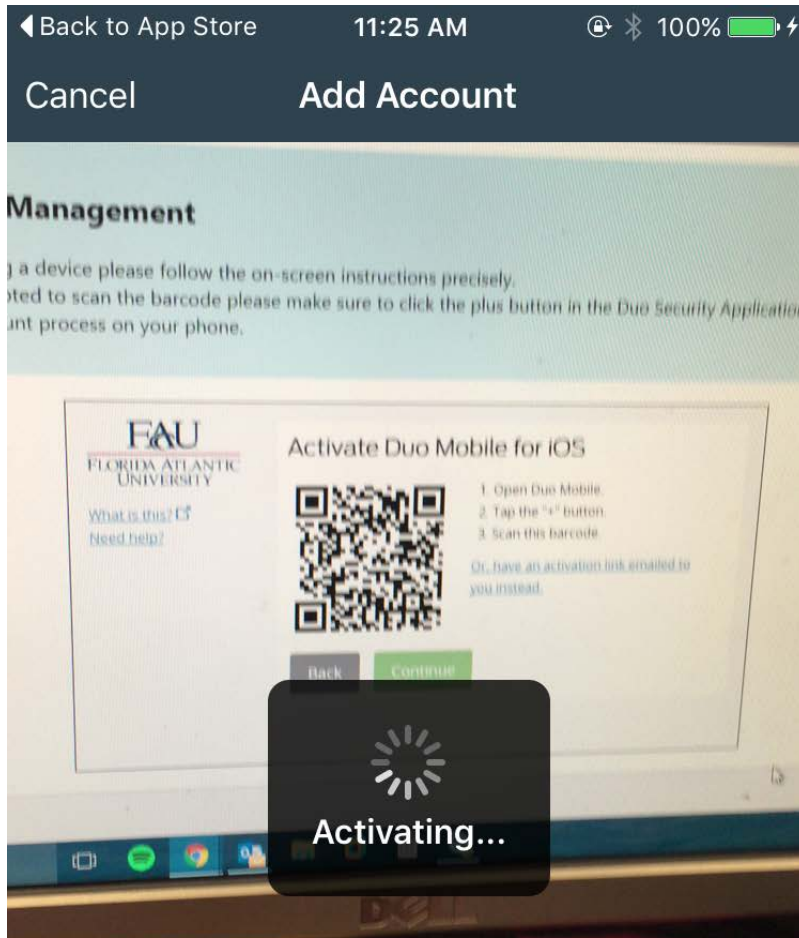 Back to App Store 11:25 AM 100%
Cancel Add Account
Management
a device please follow the on-screen instructions precisely.
oted to scan the barcode please make sure to click the plus button in the Duo Security Application
unt process on your phone.
FAU
FLORIDA ATLANTIC
UNIVERSITY
What is this?
Need help?
Activate Duo Mobile for iOS
1. Open Duo Mobile.
2. Tap the "+" button.
3. Scan this barcode.
Or, have an activation link emailed to
you instead.
Back Continue
Activating...
DELL